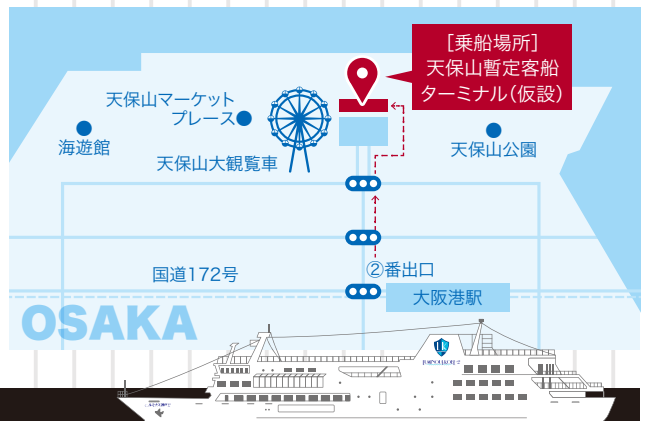 [乗船場所]
天保山暫定客船
ターミナル(仮設)
天保山マーケット
プレース
海遊館
天保山大観覧車
天保山公園
国道172号
②番出口
大阪港駅
OSAKA